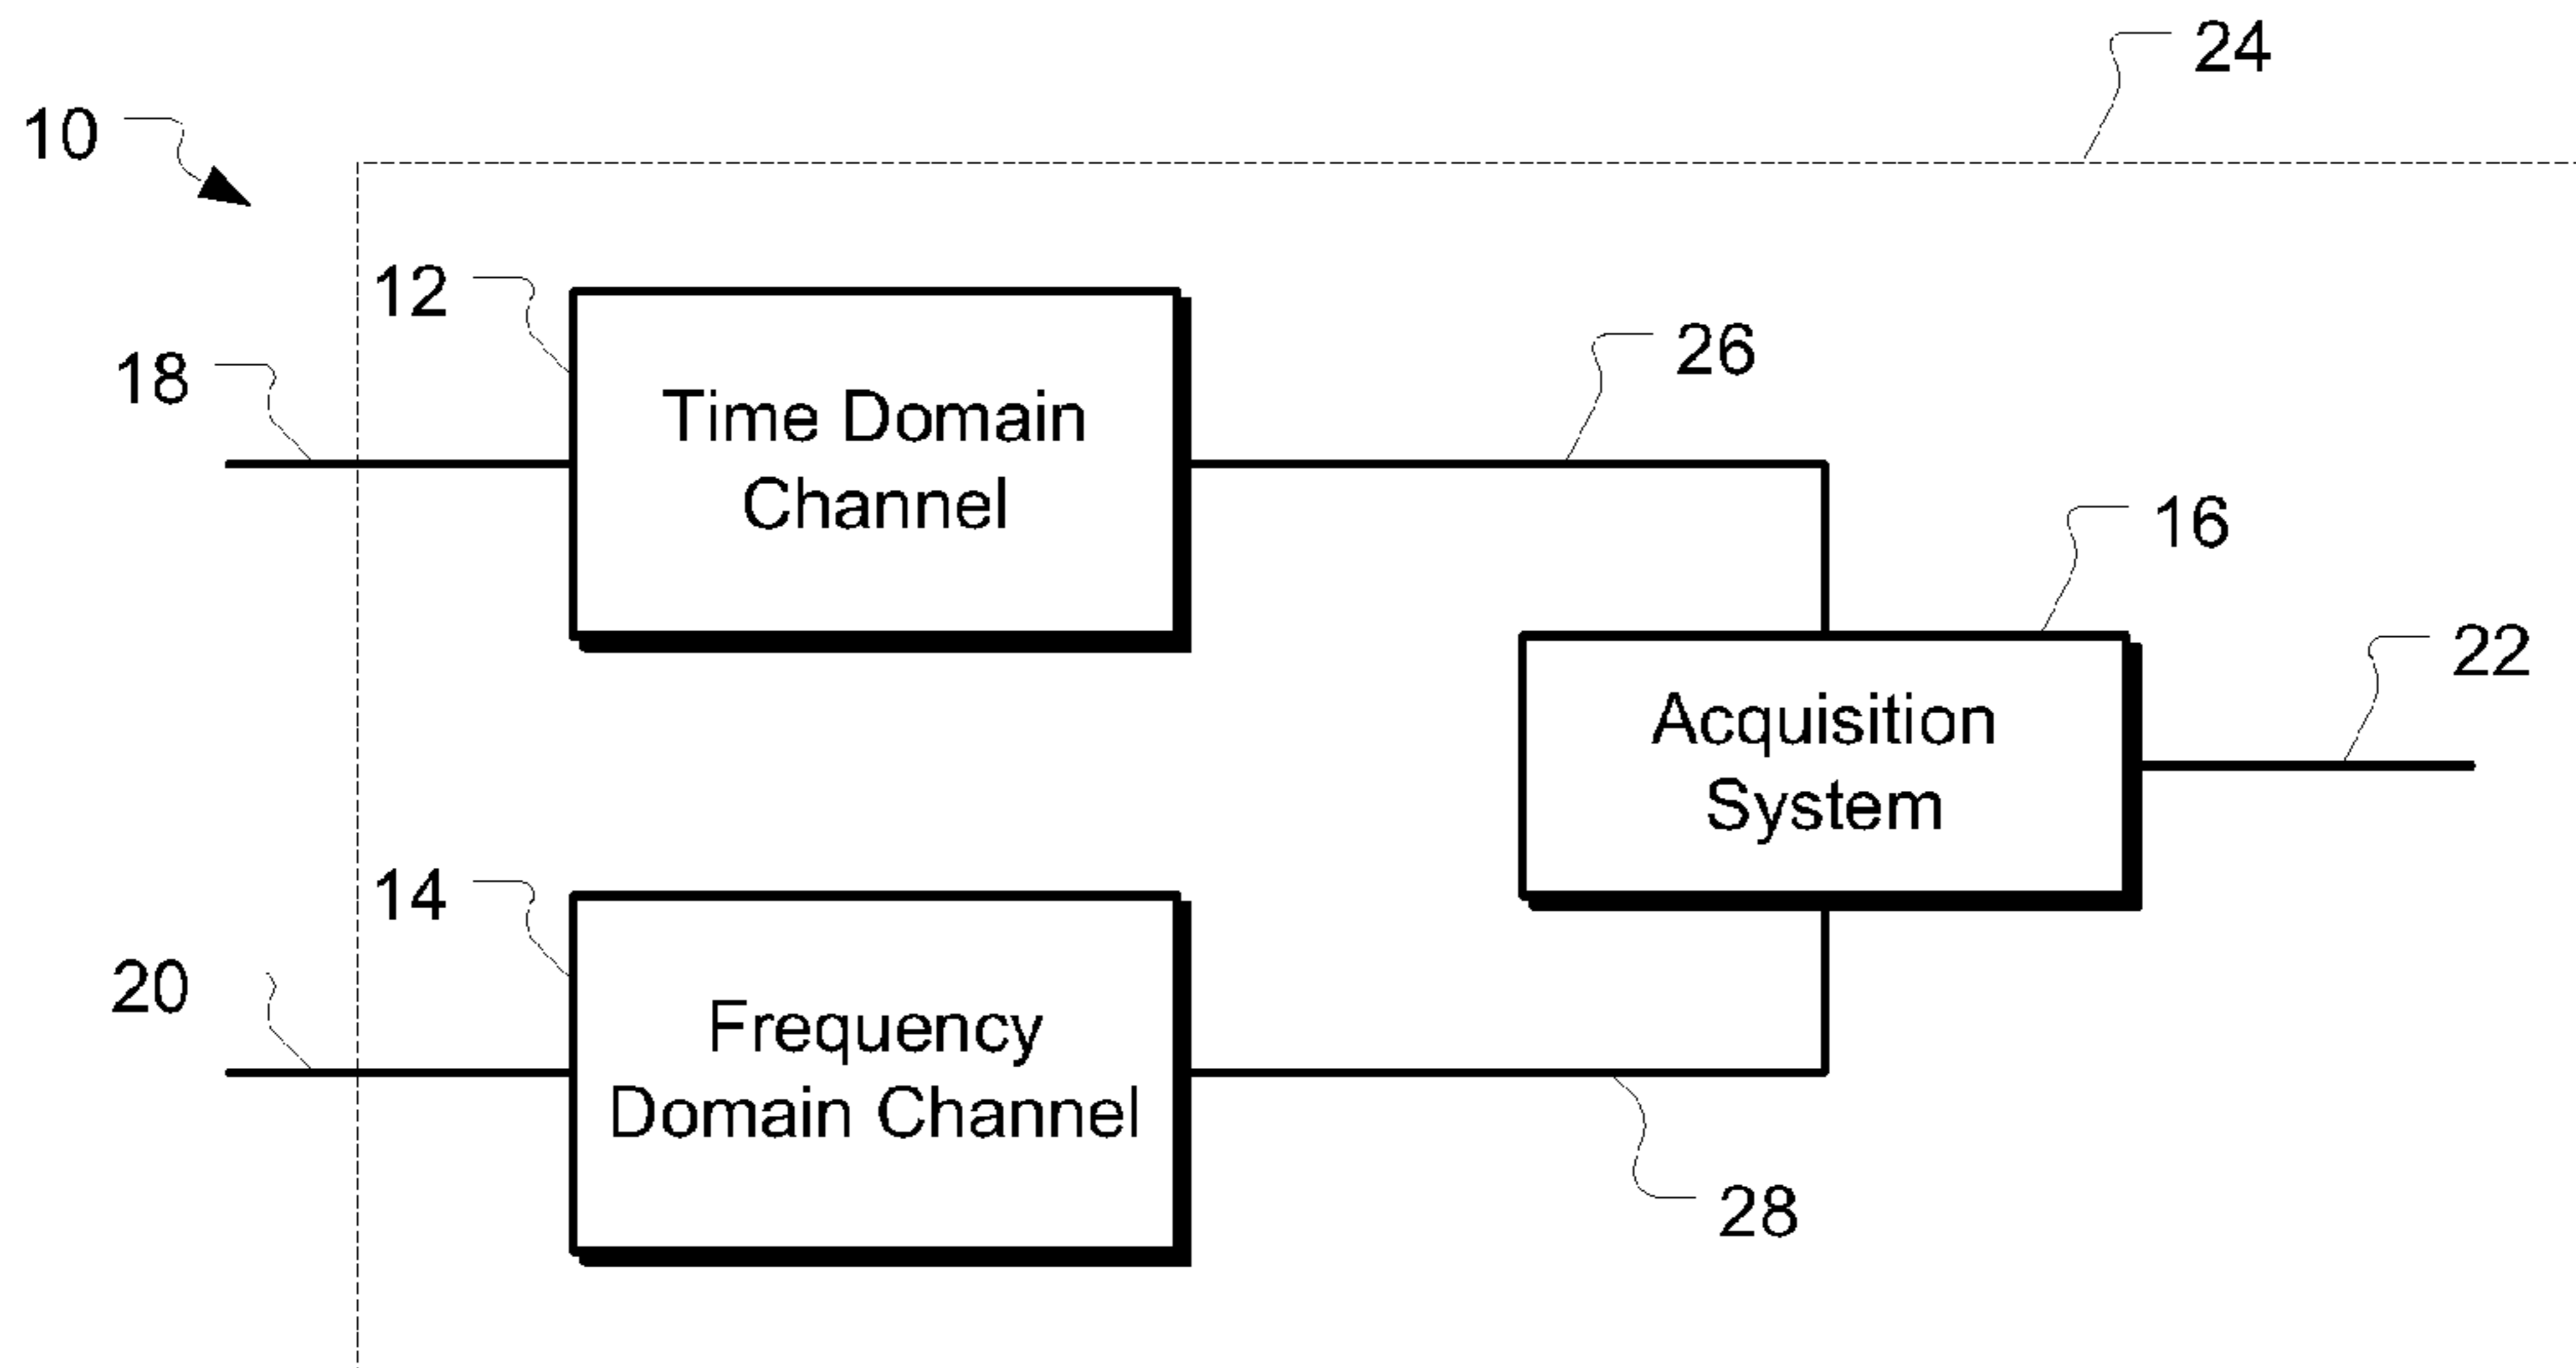 24
10
12
18
Time Domain
Channel
26
16
Acquisition
System
22
14
20
Frequency
Domain Channel
28